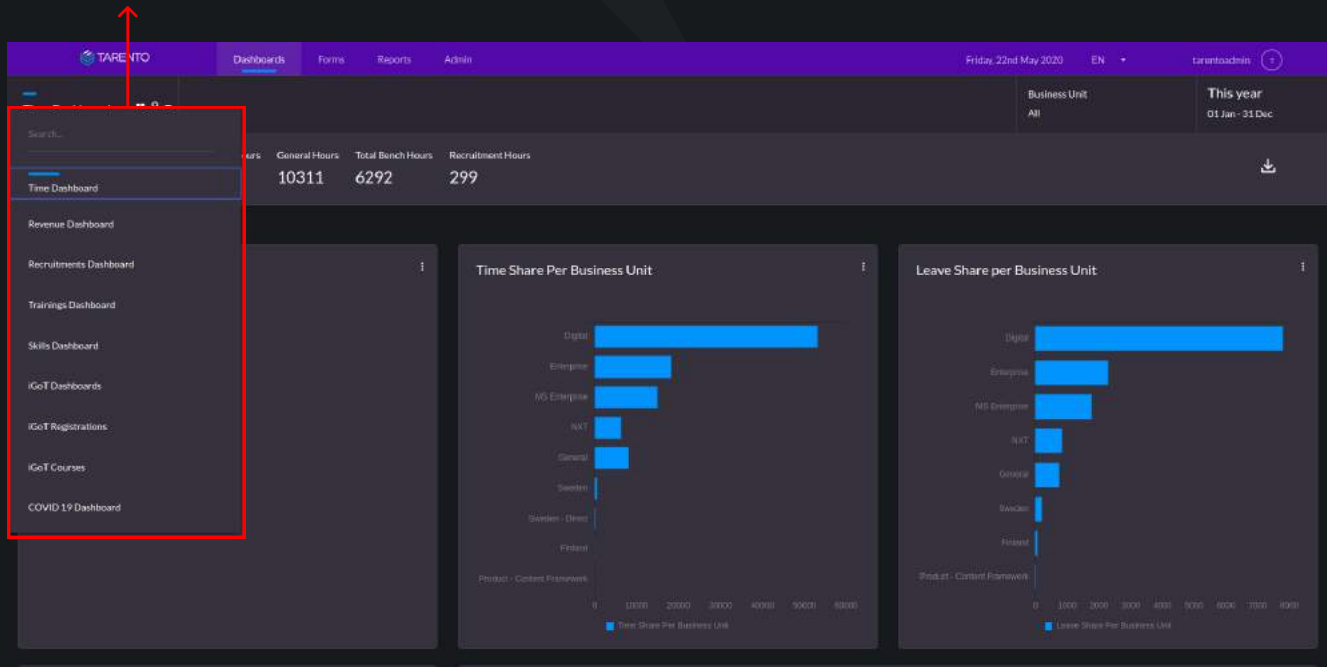 TARENTO
Dashboards Forms Reports Admin
Friday, 22nd May 2020 EN tarentoadmin
Business Unit
All
This year
01 Jan - 31 Dec
Search...
General Hours Total Bench Hours Recruitment Hours
10311 6292 299
Time Dashboard
Revenue Dashboard
Recruitments Dashboard
Trainings Dashboard
Skills Dashboard
iGoT Dashboards
iGoT Registrations
iGoT Courses
COVID 19 Dashboard
Time Share Per Business Unit
Digital
Enterprise
MS Enterprise
NXT
General
Sweden
Sweden - Direct
Finland
Product - Content Framework
0 10000 20000 30000 40000 50000 60000
Time Share Per Business Unit
Leave Share per Business Unit
Digital
Enterprise
MS Enterprise
NXT
General
Sweden
Finland
Product - Content Framework
0 1000 2000 3000 4000 5000 6000 7000 8000
Leave Share Per Business Unit